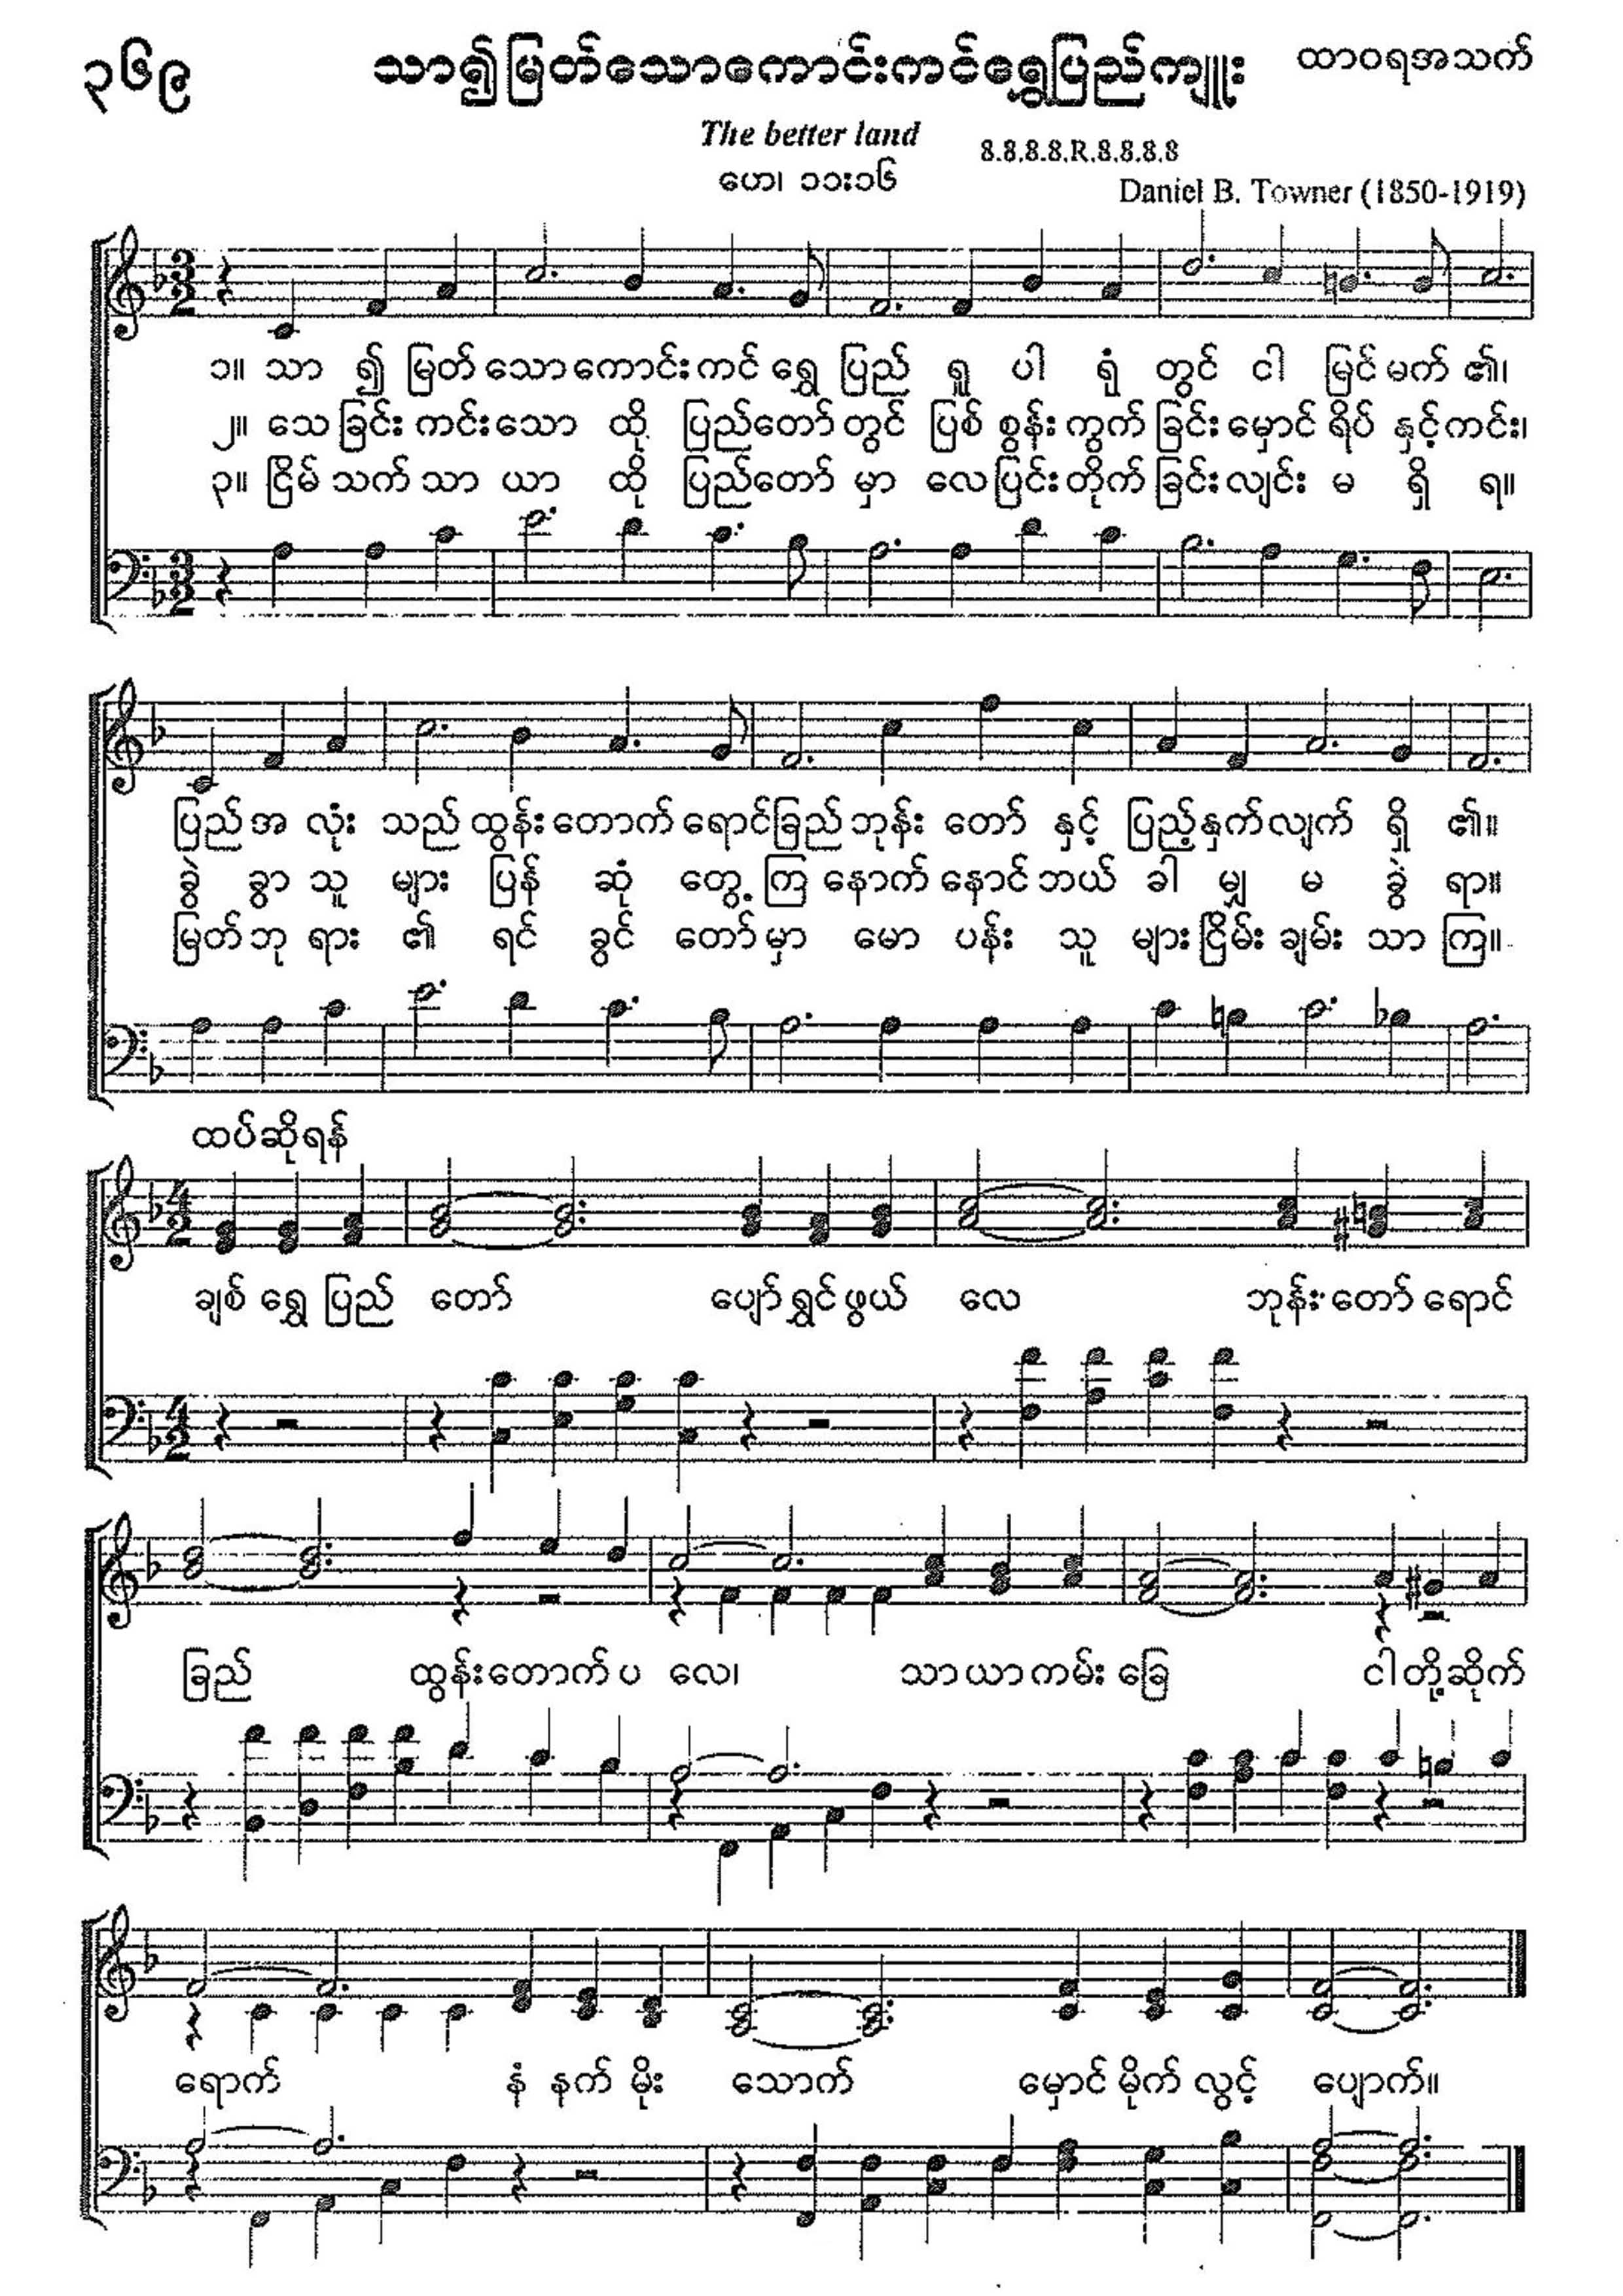 ၃၆၉
သာ၍မြတ်သောကောင်းကင်ရွှေပြည်ကျူး
ထာဝရအသက်
The better land
8.8.8.8.R.8.8.8.8
ဟေ၊ ၁၁း၁၆
Daniel B. Towner (1850-1919)
၁။ သာ ၍ မြတ် သော ကောင်း ကင် ရွှေ ပြည် ရှု ပါ ရုံ တွင် ငါ မြင် မက် ၏၊
၂။ သေ ခြင်း ကင်း သော ထို ပြည် တော် တွင် ပြစ် စွန်း ကွက် ခြင်း မှောင် ရိပ် နှင့် ကင်း၊
၃။ ငြိမ် သက် သာ ယာ ထို ပြည် တော် မှာ လေ ပြင်း တိုက် ခြင်း လျင်း မ ရှိ ရ။
ပြည် အ လုံး သည် ထွန်း တောက် ရောင် ခြည် ဘုန်း တော် နှင့် ပြည့် နှက် လျက် ရှိ ၏။
ခွဲ ခွာ သူ များ ပြန် ဆုံ တွေ့ ကြ နောက် နောင် ဘယ် ခါ မျှ မ ခွဲ ရာ။
မြတ် ဘု ရား ၏ ရင် ခွင် တော် မှာ မော ပန်း သူ များ ငြိမ်း ချမ်း သာ ကြ။
ထပ်ဆိုရန်
ချစ် ရွှေ ပြည် တော် ပျော် ရွှင် ဖွယ် လေ ဘုန်း တော် ရောင်
ခြည် ထွန်း တောက် ပ လေ၊ သာ ယာ ကမ်း ခြေ ငါ တို့ ဆိုက်
ရောက် နံ နက် မိုး သောက် မှောင် မိုက် လွင့် ပျောက်။